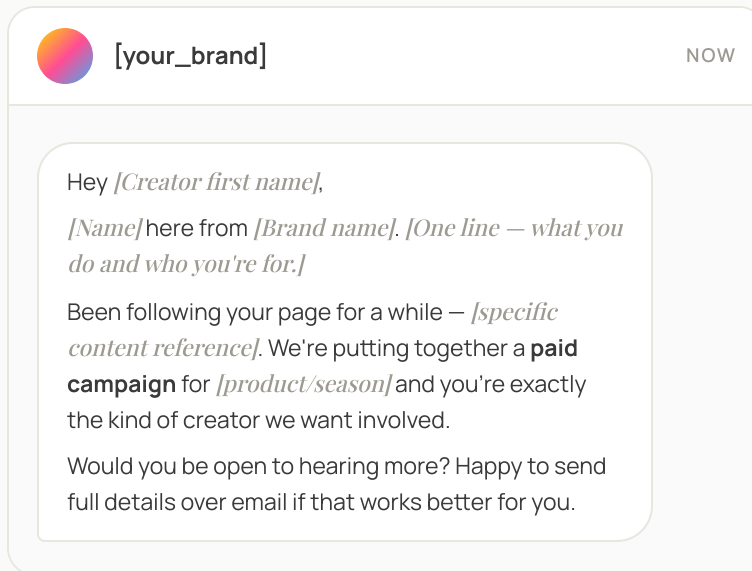 [your_brand]
NOW
Hey [Creator first name],
[Name] here from [Brand name]. [One line — what you
do and who you're for.]
Been following your page for a while — [specific
content reference]. We're putting together a paid
campaign for [product/season] and you're exactly
the kind of creator we want involved.
Would you be open to hearing more? Happy to send
full details over email if that works better for you.